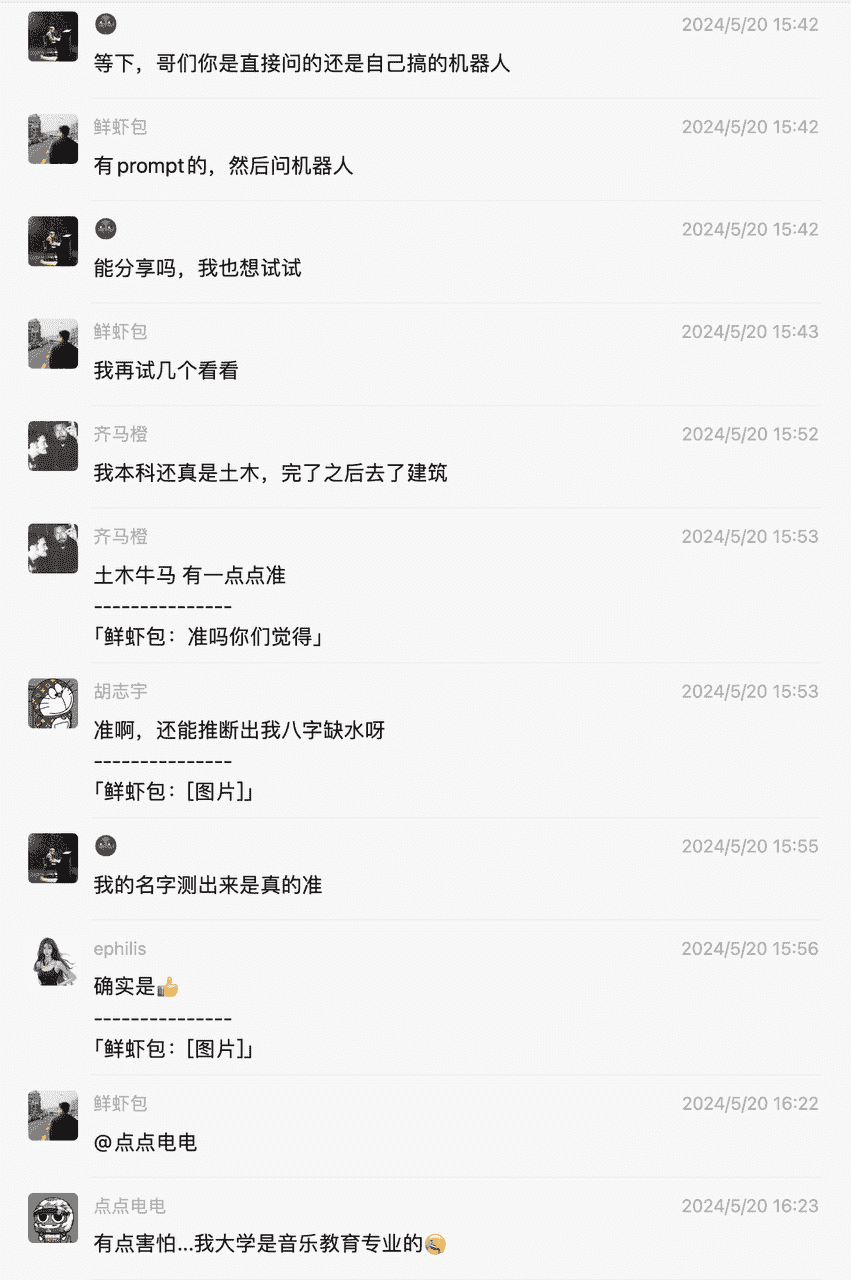 🌚
2024/5/20 15:42
等下，哥们你是直接问的还是自己搞的机器人
鲜虾包
2024/5/20 15:42
有prompt的，然后问机器人
🌚
2024/5/20 15:42
能分享吗，我也想试试
鲜虾包
2024/5/20 15:43
我再试几个看看
齐马橙
2024/5/20 15:52
我本科还真是土木，完了之后去了建筑
齐马橙
2024/5/20 15:53
土木牛马 有一点点准
---------------
「鲜虾包：准吗你们觉得」
胡志宇
2024/5/20 15:53
准啊，还能推断出我八字缺水呀
---------------
「鲜虾包：[图片]」
🌚
2024/5/20 15:55
我的名字测出来是真的准
ephilis
2024/5/20 15:56
确实是👍
---------------
「鲜虾包：[图片]」
鲜虾包
2024/5/20 16:22
@点点电电
点点电电
2024/5/20 16:23
有点害怕...我大学是音乐教育专业的